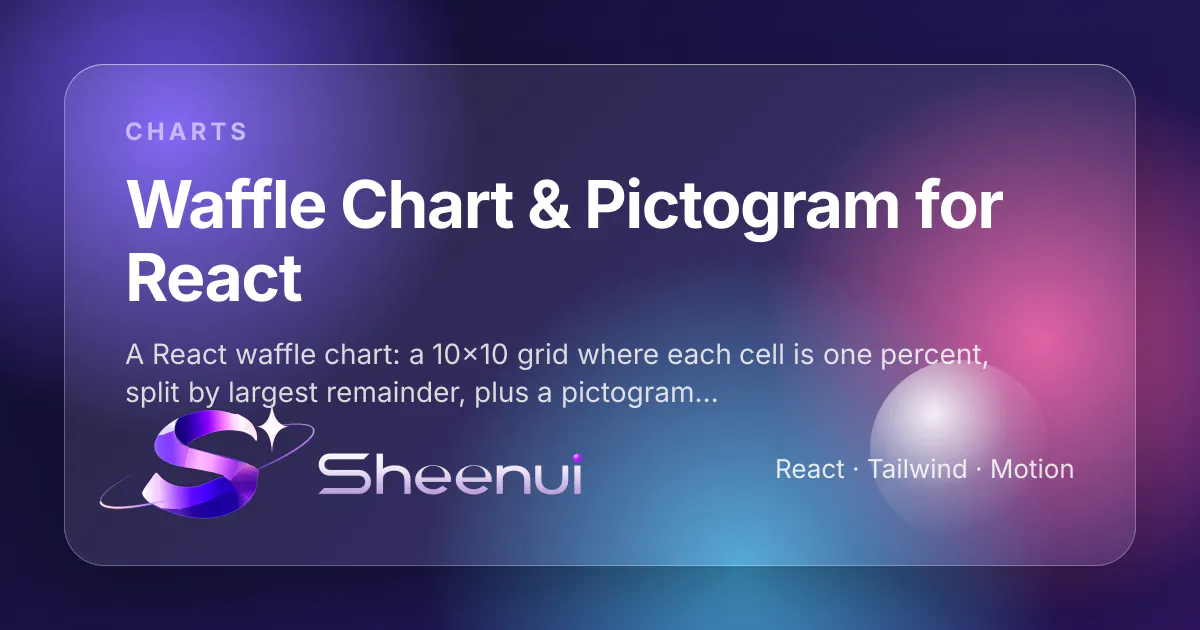 CHARTS
Waffle Chart & Pictogram for
React
A React waffle chart: a 10×10 grid where each cell is one percent,
split by largest remainder, plus a pictogram...
Sheenui
React · Tailwind · Motion